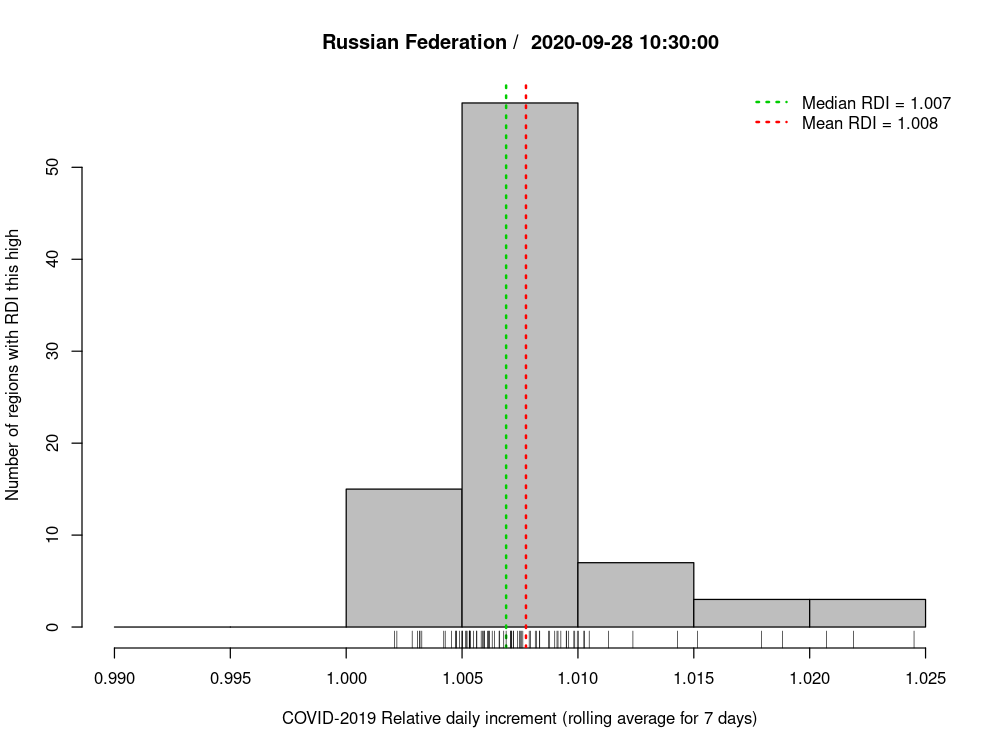 Russian Federation /  2020-09-28 10:30:00
Median RDI = 1.007
Mean RDI = 1.008
Number of regions with RDI this high
50
40
30
20
10
0
0.990 0.995 1.000 1.005 1.010 1.015 1.020 1.025
COVID-2019 Relative daily increment (rolling average for 7 days)